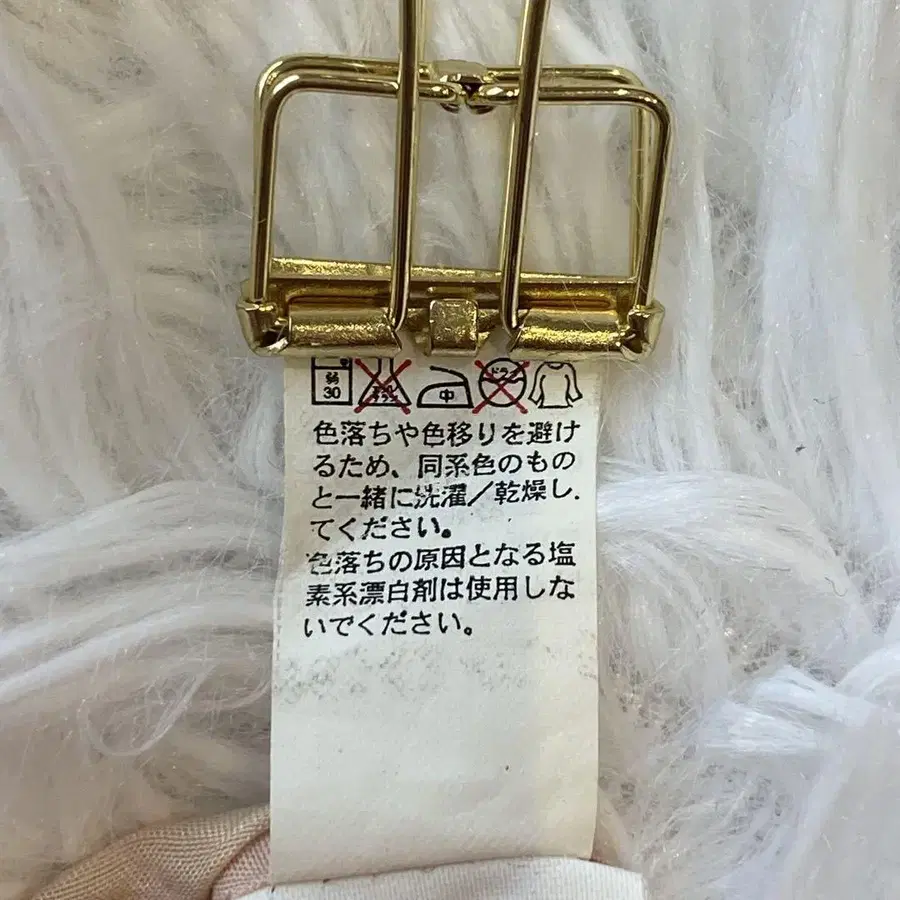 弱
30
中
色落ちや色移りを避け
るため、同系色のもの
と一緒に洗濯/乾燥し
てください。
色落ちの原因となる塩
素系漂白剤は使用しな
いでください。